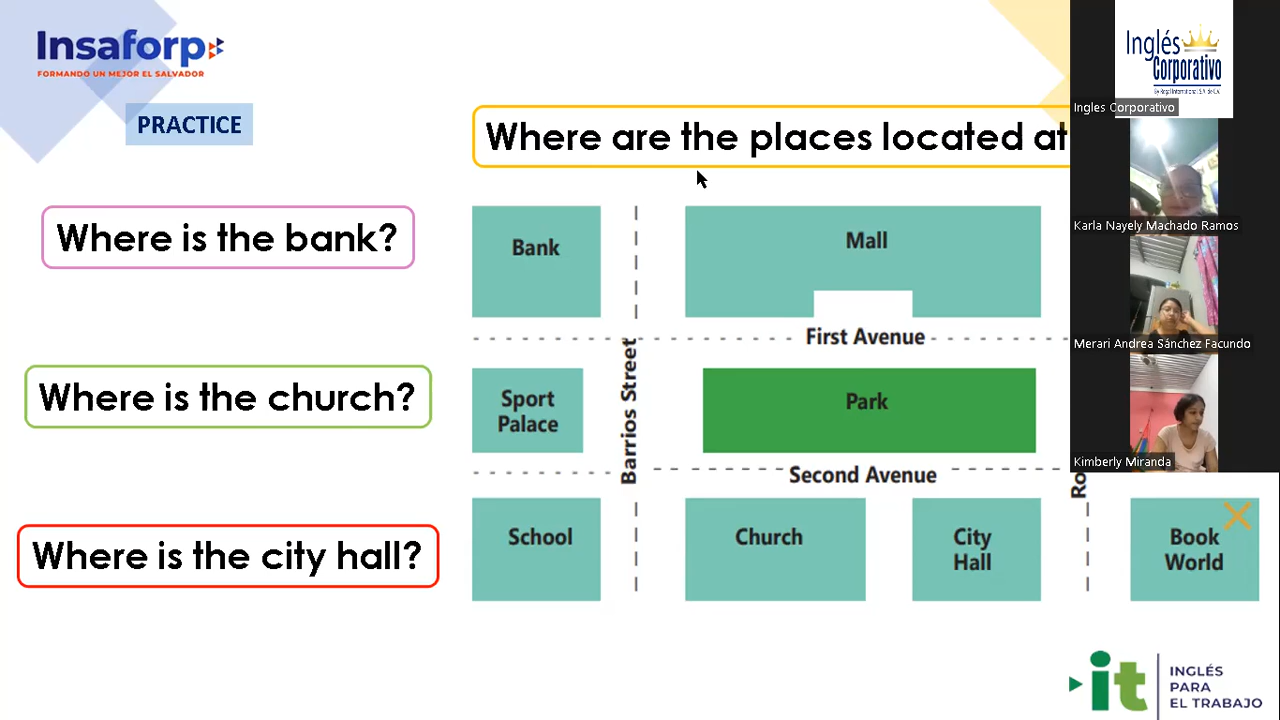 Insaforp
FORMANDO UN MEJOR EL SALVADOR
PRACTICE
Where are the places located at
Where is the bank?
Where is the church?
Where is the city hall?
Bank
Mall
First Avenue
Barrios Street
Sport
Palace
Park
Second Avenue
School
Church
City
Hall
Ro
Book
World
Inglés
Corporativo
Ingles Corporativo
Karla Nayely Machado Ramos
Merari Andrea Sánchez Facundo
Kimberly Miranda
it
INGLÉS
PARA
EL TRABAJO